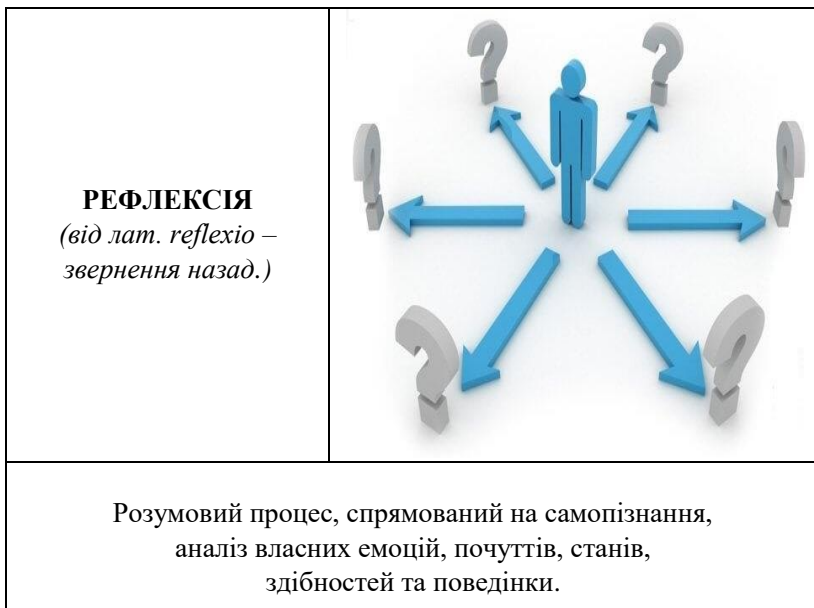 РЕФЛЕКСІЯ
(від лат. reflexio –
звернення назад.)
Розумовий процес, спрямований на самопізнання,
аналіз власних емоцій, почуттів, станів,
здібностей та поведінки.